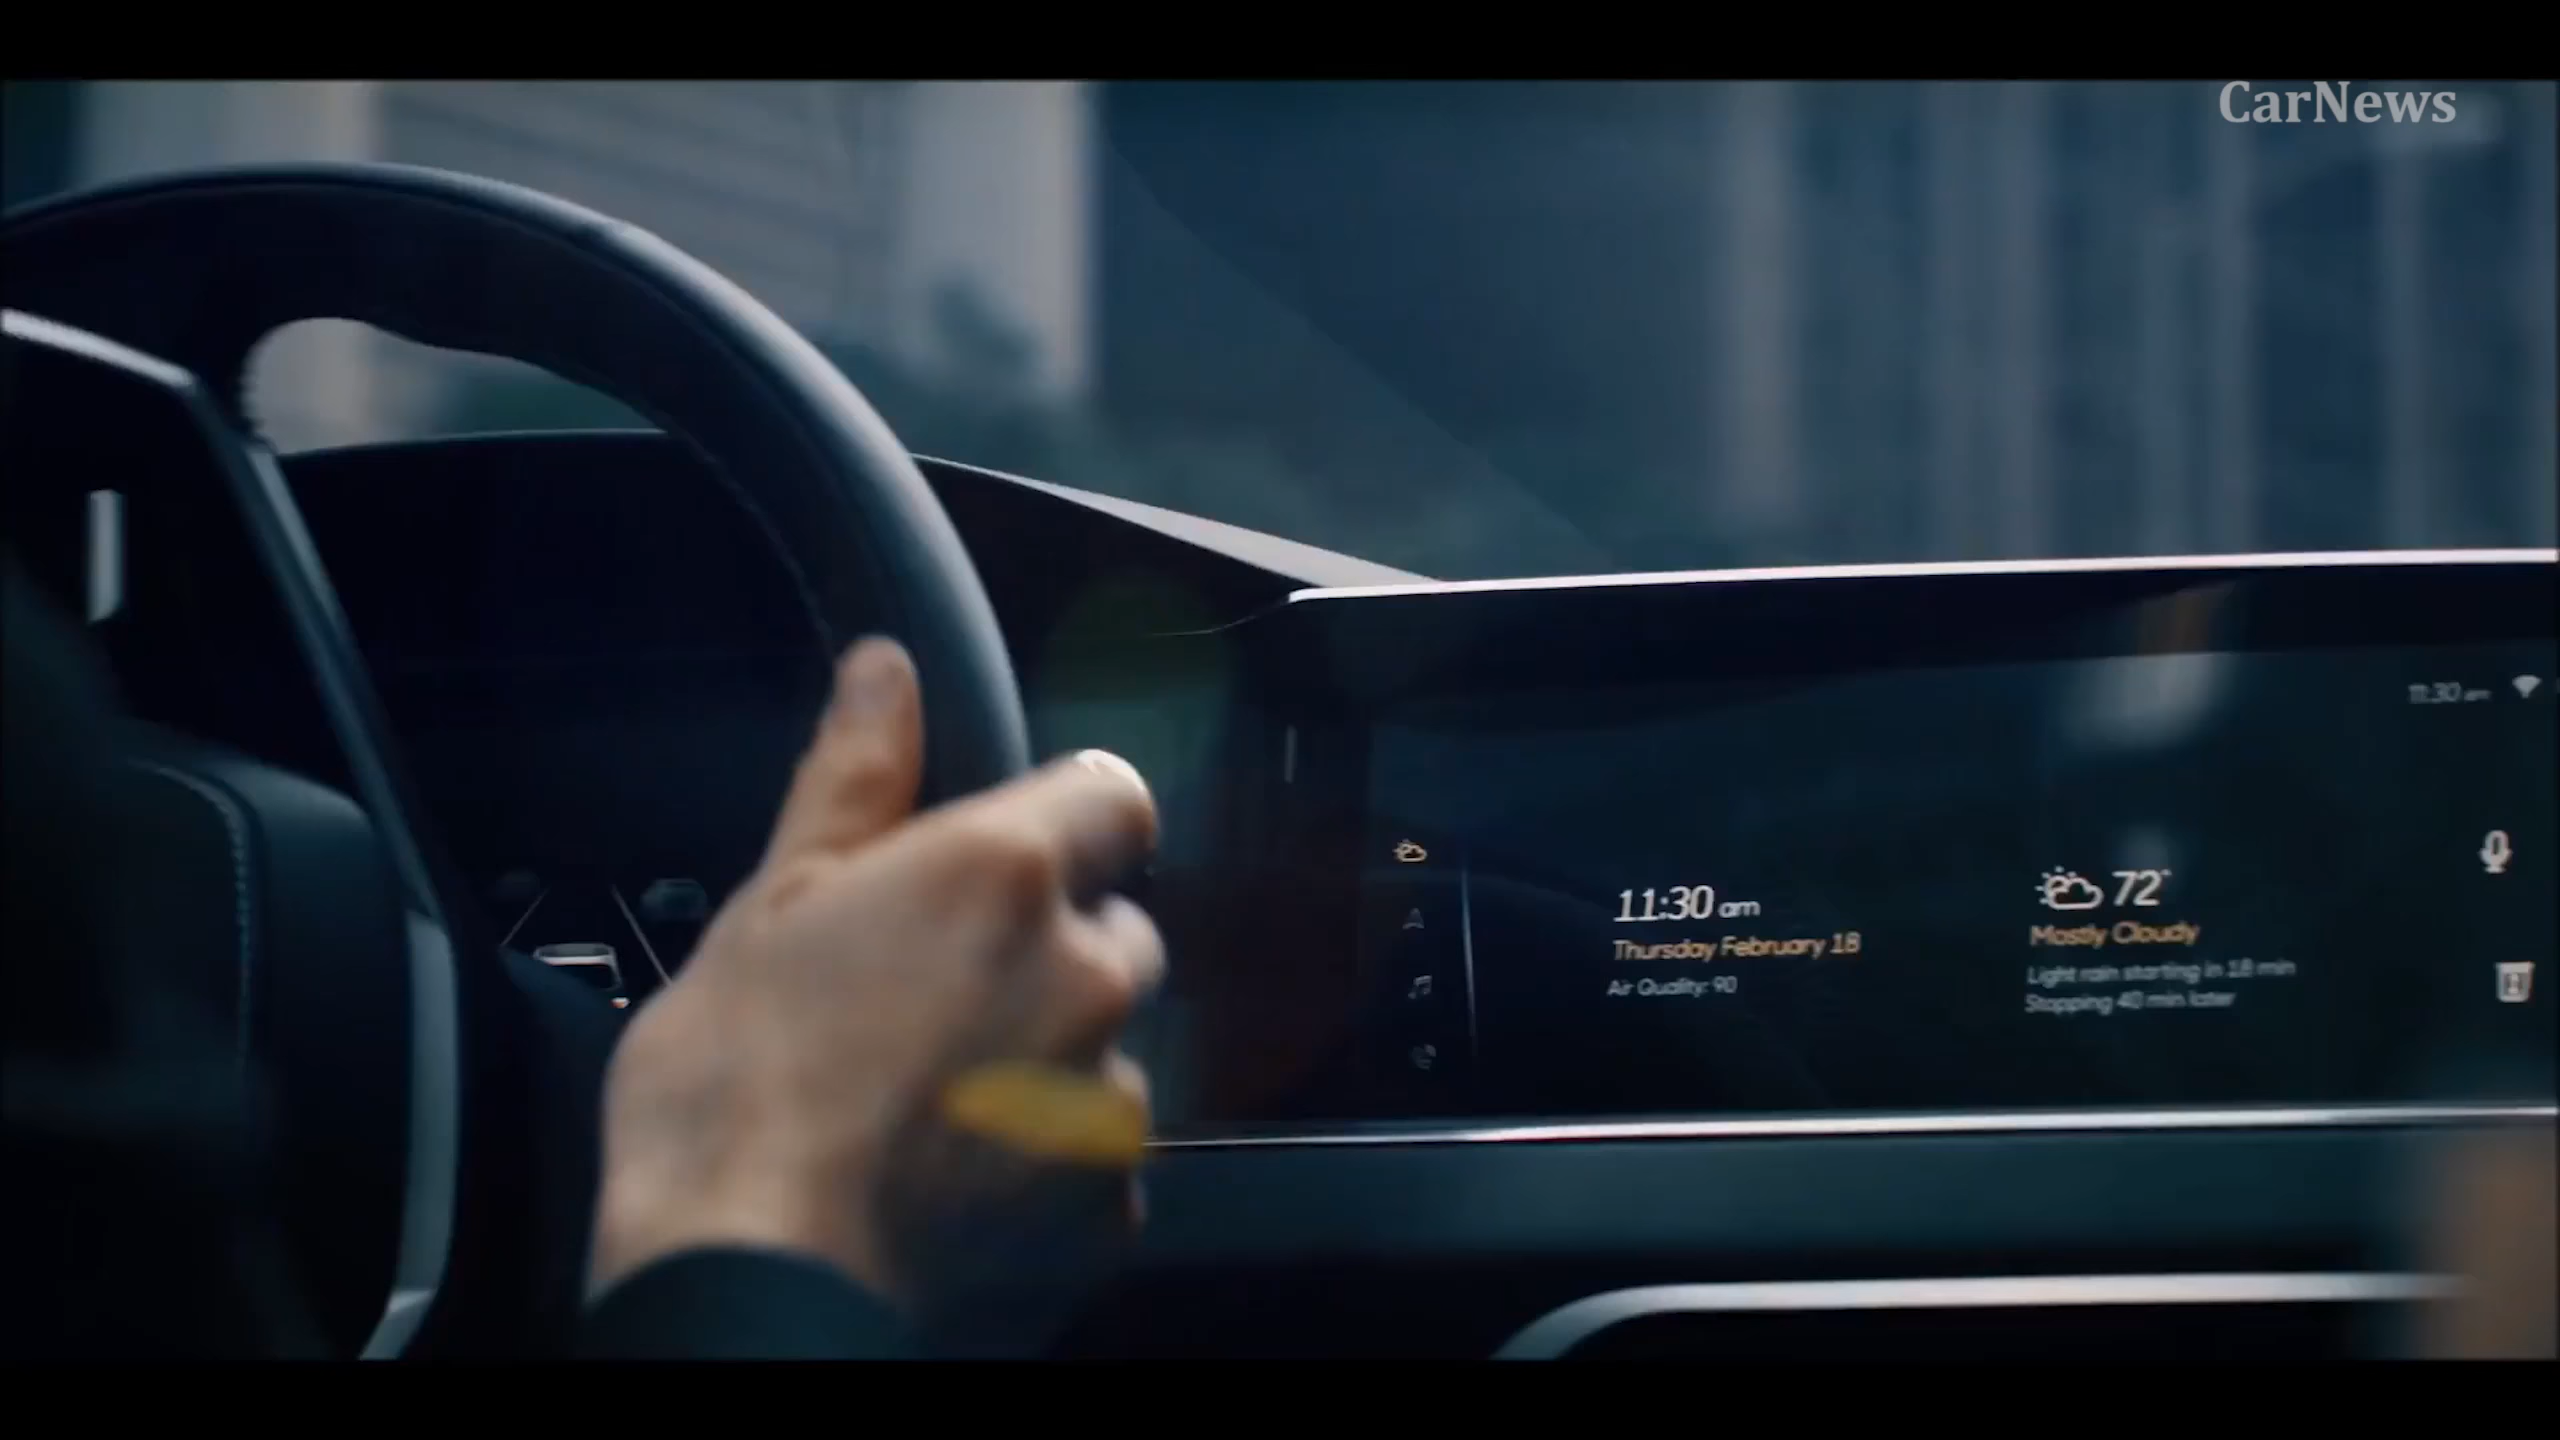 CarNews
11:30 am
11:30 am
Thursday February 18
Air Quality: 90
72°
Mostly Cloudy
Light rain starting in 18 min
Stopping 40 min later